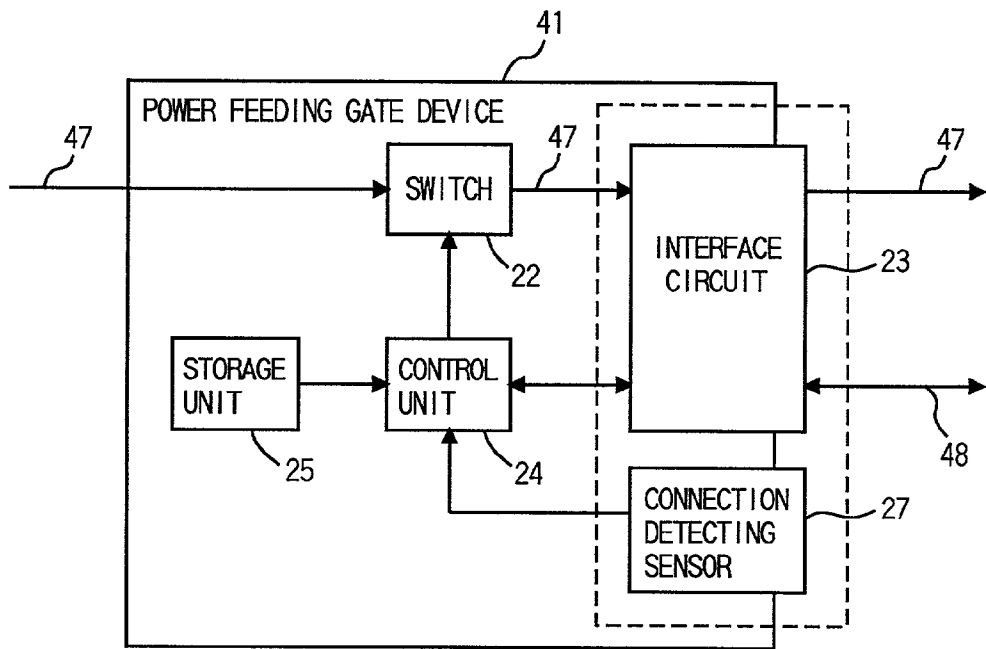 41
POWER FEEDING GATE DEVICE
47
47
47
SWITCH
22
INTERFACE
CIRCUIT
23
STORAGE
UNIT
25
CONTROL
UNIT
24
48
CONNECTION
DETECTING
SENSOR
27